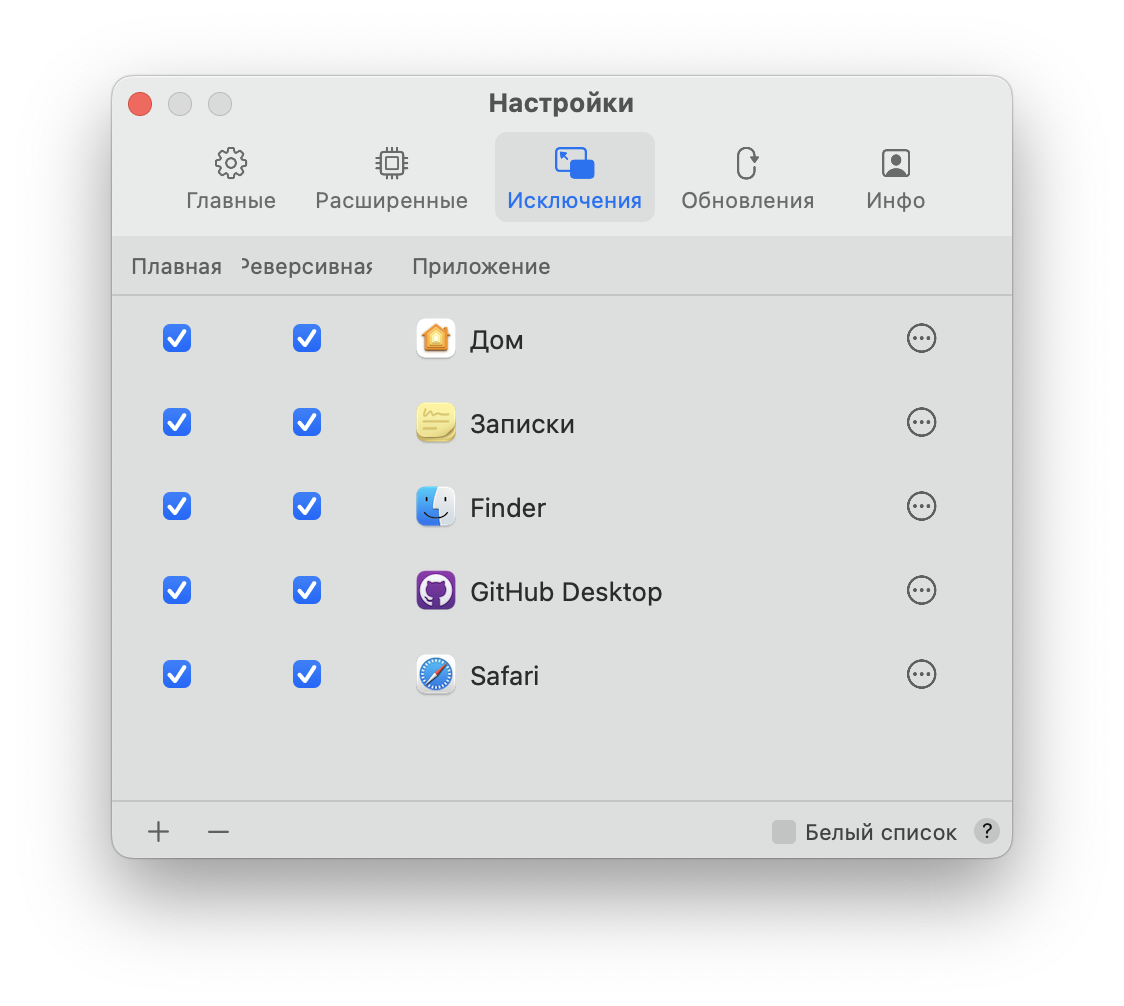 Настройки
Главные Расширенные Исключения Обновления Инфо
Плавная Реверсивная Приложение
Дом
Записки
Finder
GitHub Desktop
Safari
Белый список ?